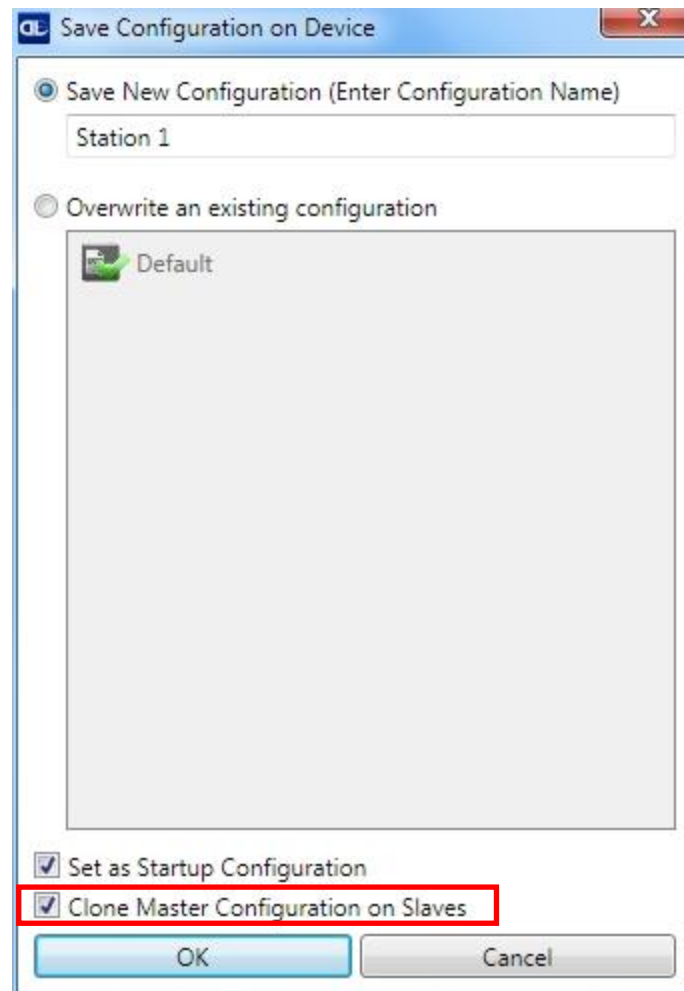 Save Configuration on Device
Save New Configuration (Enter Configuration Name)
Station 1
Overwrite an existing configuration
Default
Set as Startup Configuration
Clone Master Configuration on Slaves
OK
Cancel